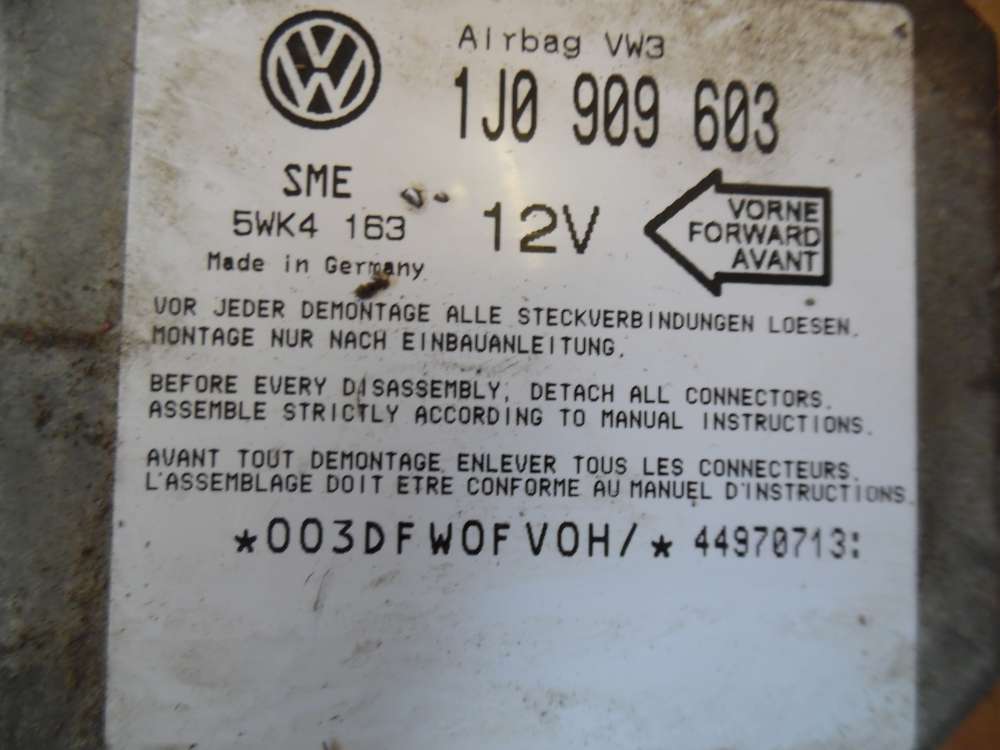 Airbag VW3
1J0 909 603
SME
5WK4 163
Made in Germany
12V
VORNE
FORWARD
AVANT
VOR JEDER DEMONTAGE ALLE STECKVERBINDUNGEN LOESEN.
MONTAGE NUR NACH EINBAUANLEITUNG.
BEFORE EVERY DISASSEMBLY, DETACH ALL CONNECTORS.
ASSEMBLE STRICTLY ACCORDING TO MANUAL INSTRUCTIONS.
AVANT TOUT DEMONTAGE ENLEVER TOUS LES CONNECTEURS.
L'ASSEMBLAGE DOIT ETRE CONFORME AU MANUEL D'INSTRUCTIONS
*003DFW0FV0H/* 44970713: